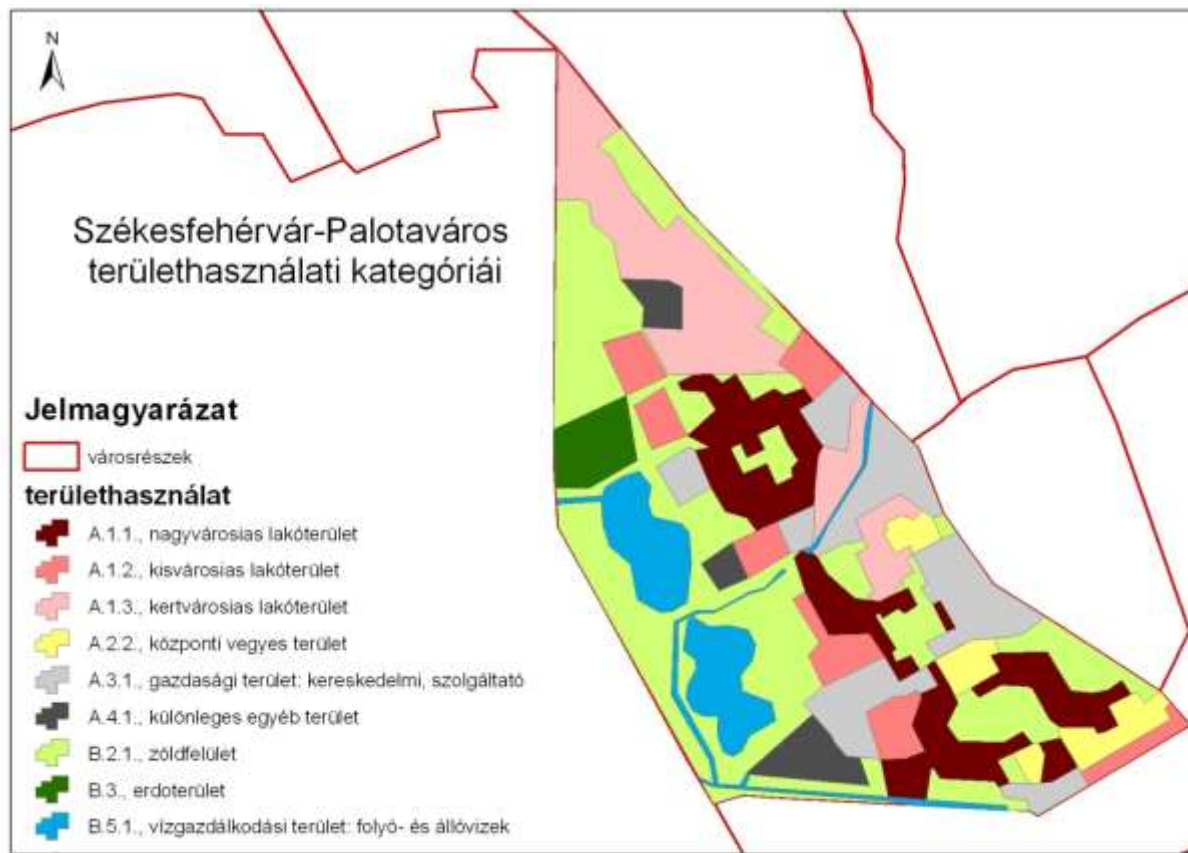 N
Székesfehérvár-Palotaváros
területhasználati kategóriái
Jelmagyarázat
városrészek
területhasználat
A.1.1., nagyvárosias lakóterület
A.1.2., kisvárosias lakóterület
A.1.3., kertvárosias lakóterület
A.2.2., központi vegyes terület
A.3.1., gazdasági terület: kereskedelmi, szolgáltató
A.4.1., különleges egyéb terület
B.2.1., zöldfelület
B.3., erdoterület
B.5.1., vízgazdálkodási terület: folyó- és állóvizek